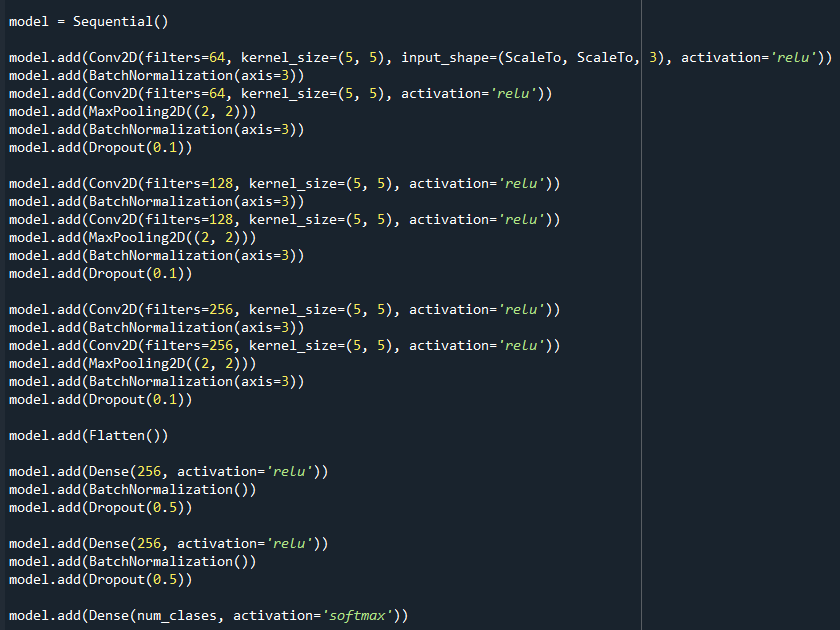 model = Sequential()
model.add(Conv2D(filters=64, kernel_size=(5, 5), input_shape=(ScaleTo, ScaleTo, 3), activation='relu'))
model.add(BatchNormalization(axis=3))
model.add(Conv2D(filters=64, kernel_size=(5, 5), activation='relu'))
model.add(MaxPooling2D((2, 2)))
model.add(BatchNormalization(axis=3))
model.add(Dropout(0.1))
model.add(Conv2D(filters=128, kernel_size=(5, 5), activation='relu'))
model.add(BatchNormalization(axis=3))
model.add(Conv2D(filters=128, kernel_size=(5, 5), activation='relu'))
model.add(MaxPooling2D((2, 2)))
model.add(BatchNormalization(axis=3))
model.add(Dropout(0.1))
model.add(Conv2D(filters=256, kernel_size=(5, 5), activation='relu'))
model.add(BatchNormalization(axis=3))
model.add(Conv2D(filters=256, kernel_size=(5, 5), activation='relu'))
model.add(MaxPooling2D((2, 2)))
model.add(BatchNormalization(axis=3))
model.add(Dropout(0.1))
model.add(Flatten())
model.add(Dense(256, activation='relu'))
model.add(BatchNormalization())
model.add(Dropout(0.5))
model.add(Dense(256, activation='relu'))
model.add(BatchNormalization())
model.add(Dropout(0.5))
model.add(Dense(num_clases, activation='softmax'))